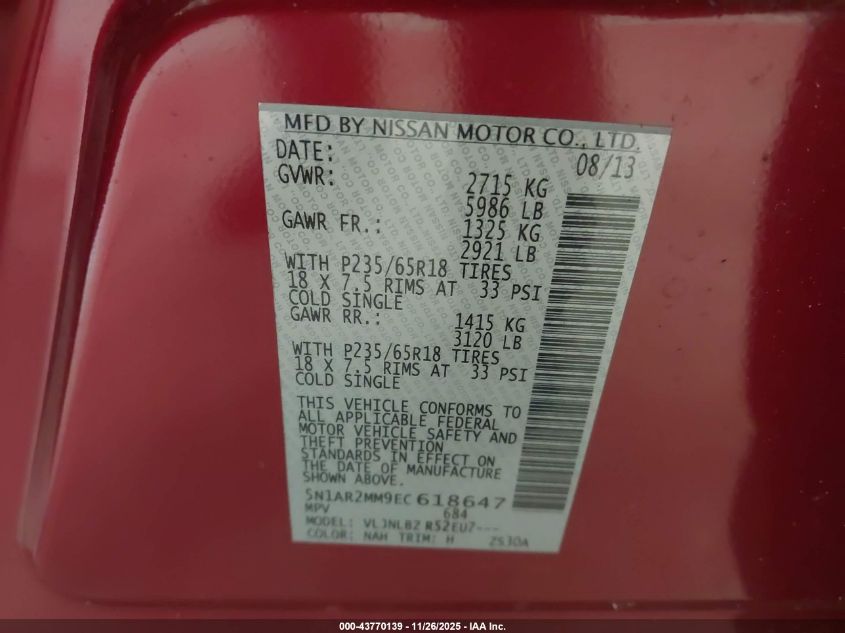 MFD BY NISSAN MOTOR CO., LTD.
DATE: 08/13
GVWR: 2715 KG
5986 LB
GAWR FR.: 1325 KG
2921 LB
WITH P235/65R18 TIRES
18 X 7.5 RIMS AT 33 PSI
COLD SINGLE
GAWR RR.: 1415 KG
3120 LB
WITH P235/65R18 TIRES
18 X 7.5 RIMS AT 33 PSI
COLD SINGLE
THIS VEHICLE CONFORMS TO
ALL APPLICABLE FEDERAL
MOTOR VEHICLE SAFETY AND
THEFT PREVENTION
STANDARDS IN EFFECT ON
THE DATE OF MANUFACTURE
SHOWN ABOVE.
5N1AR2MM9EC618647
MPV 684
MODEL: R52EU7---
COLOR: NAH TRIM: H 2S30A
000-43770139 - 11/26/2025 - IAA Inc.